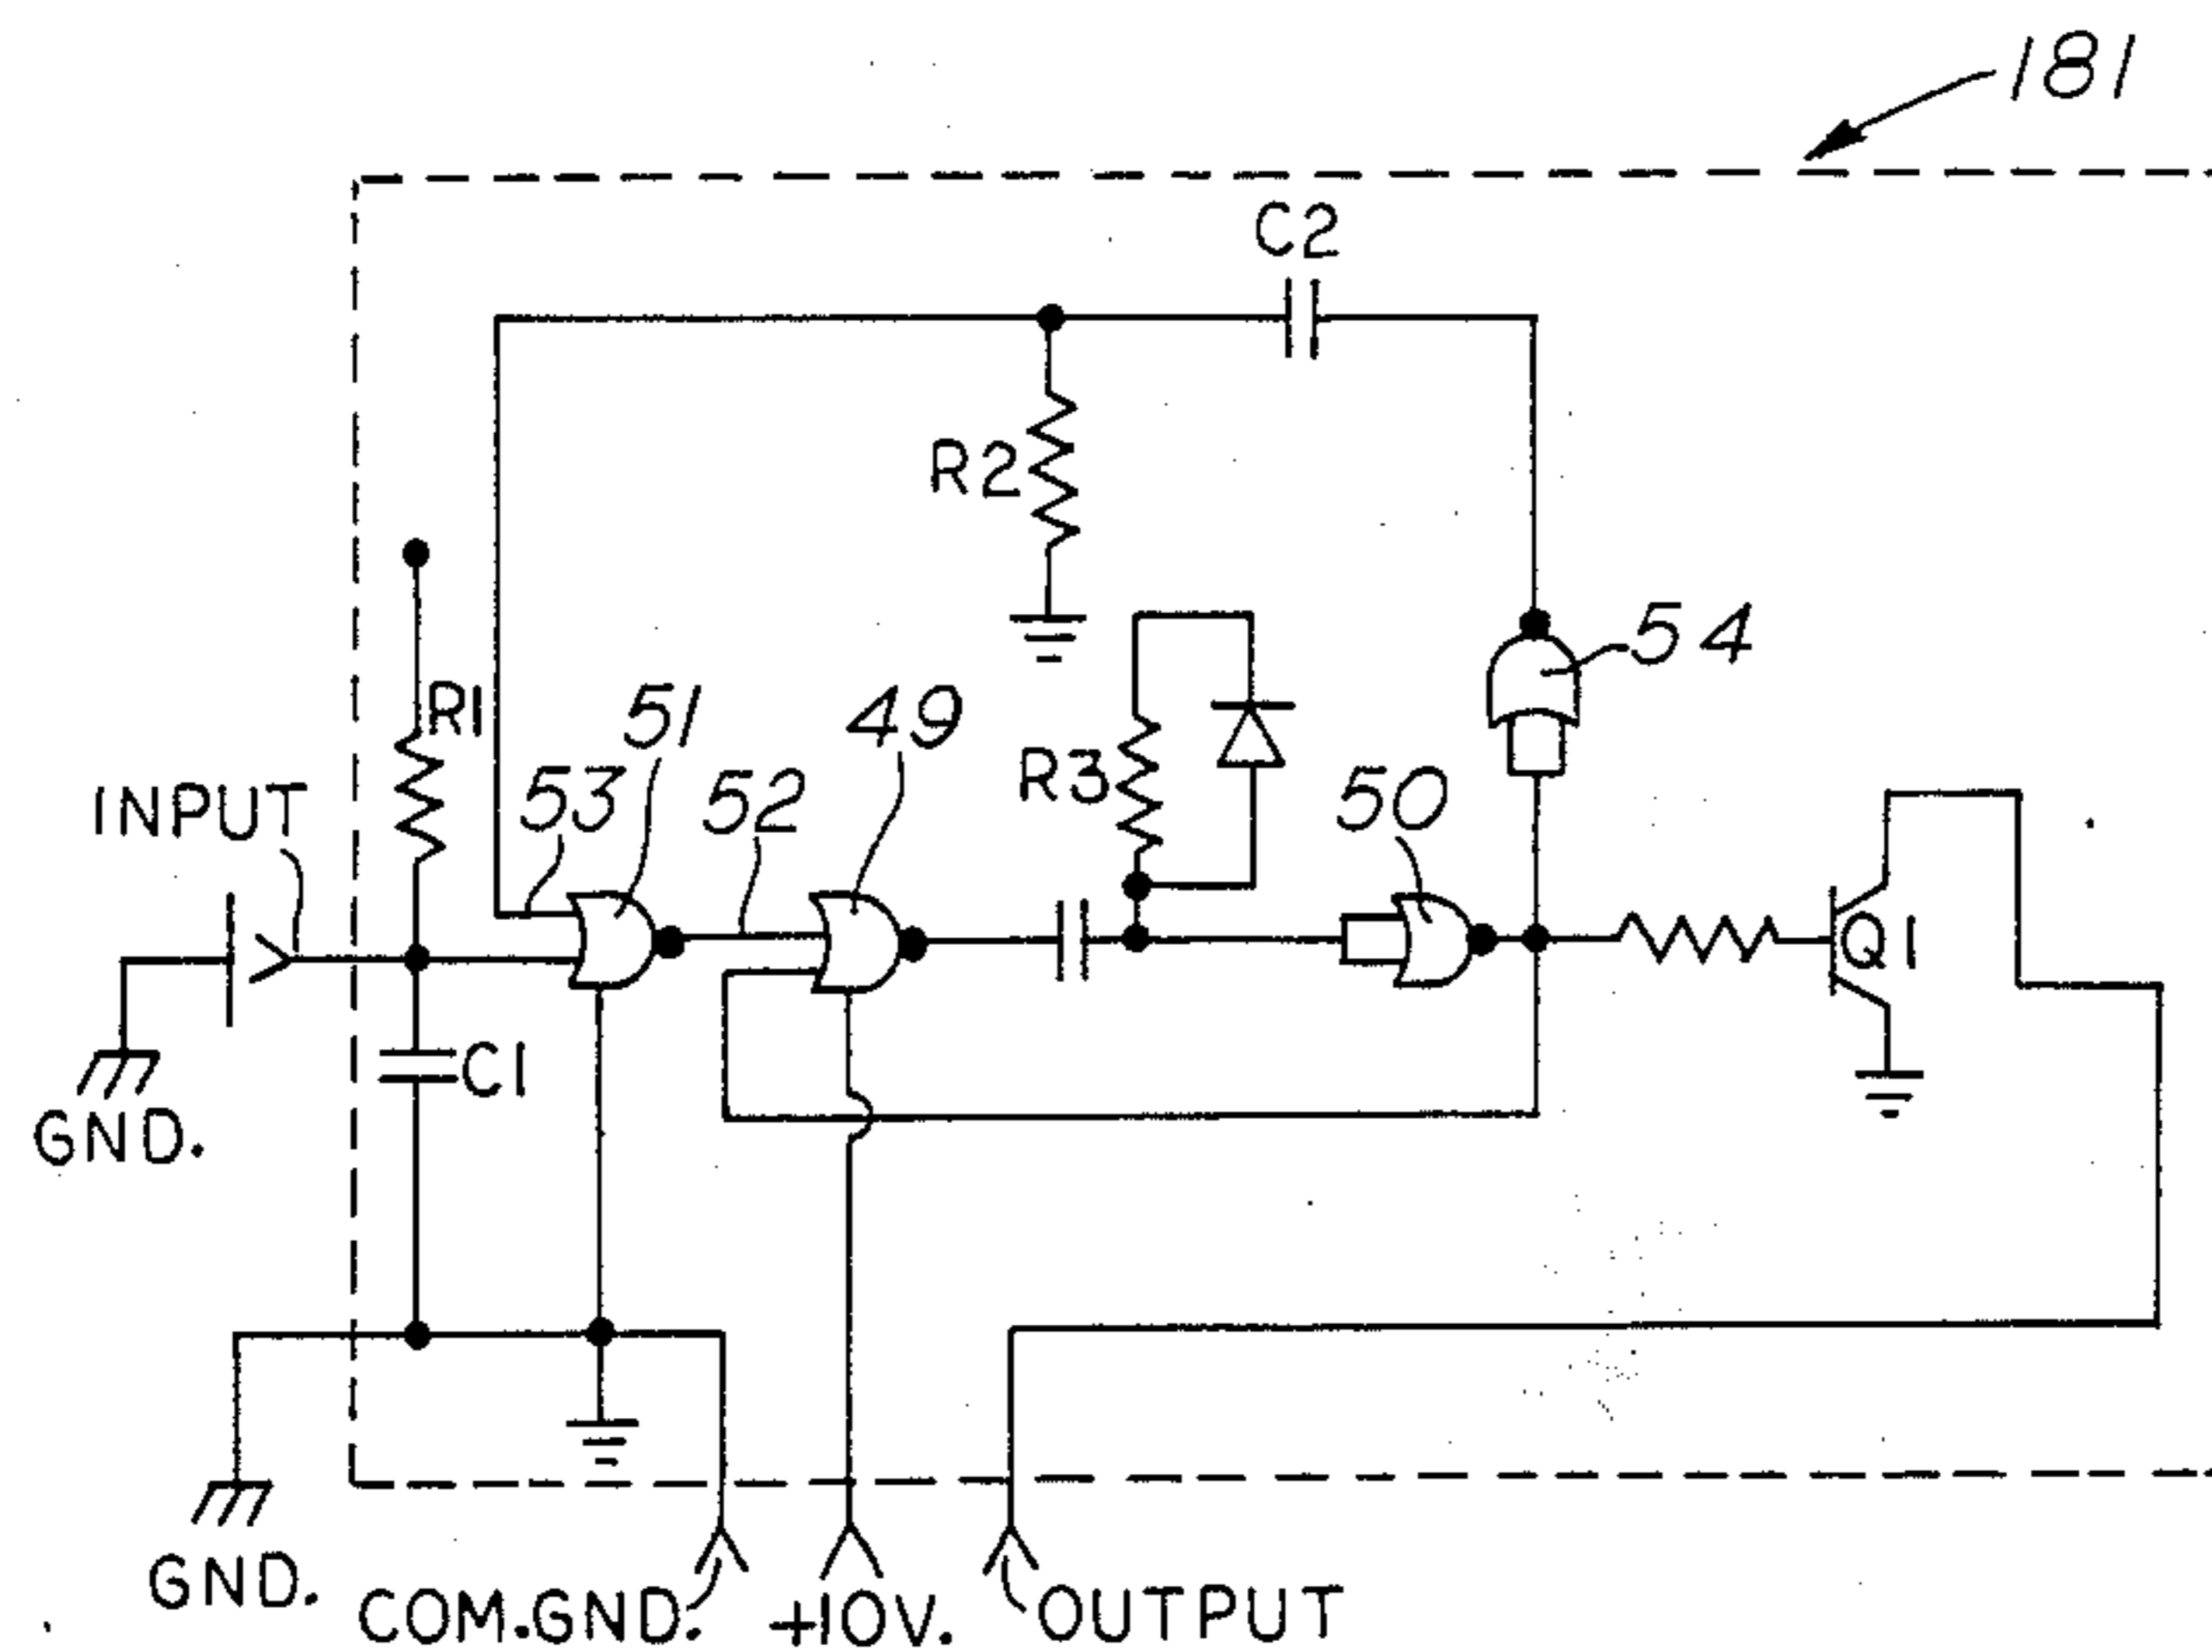 181
C2
R2
54
R1
51
49
INPUT
53
52
R3
50
Q1
C1
GND.
GND.
COM.GND.
+10V.
OUTPUT